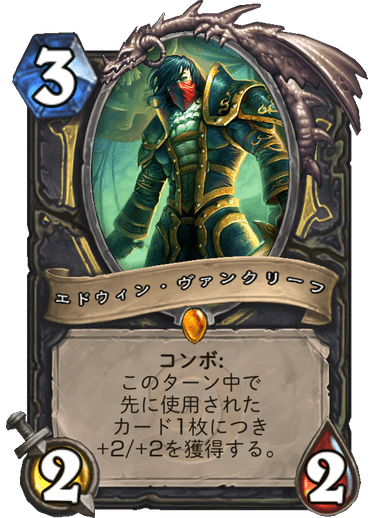 3
エドウィン・ヴァンクリーフ
コンボ:
このターン中で
先に使用された
カード1枚につき
+2/+2を獲得する。
2
2